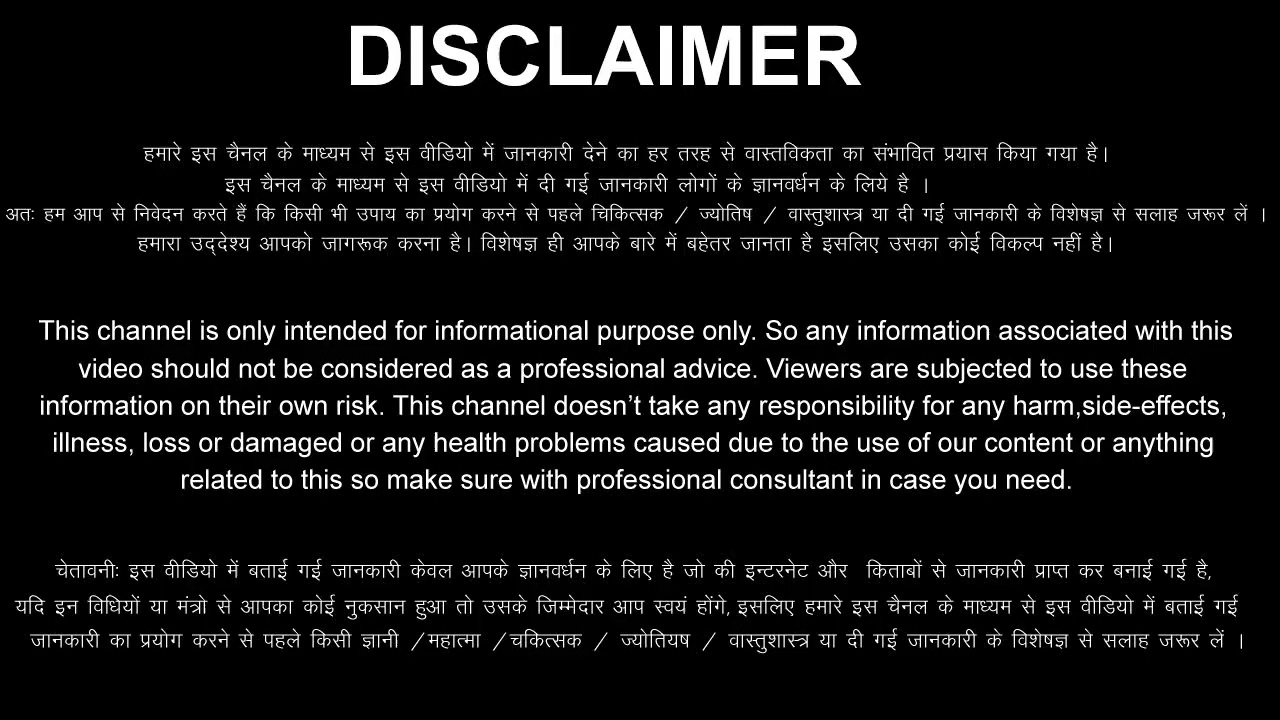 DISCLAIMER
हमारे इस चैनल के माध्यम से इस वीडियो में जानकारी देने का हर तरह से वास्तविकता का संभावित प्रयास किया गया है।
इस चैनल के माध्यम से इस वीडियो में दी गई जानकारी लोगों के ज्ञानवर्धन के लिये है ।
अतः हम आप से निवेदन करते हैं कि किसी भी उपाय का प्रयोग करने से पहले चिकित्सक / ज्योतिष / वास्तुशास्त्र या दी गई जानकारी के विशेषज्ञ से सलाह जरूर लें ।
हमारा उद्देश्य आपको जागरूक करना है। विशेषज्ञ ही आपके बारे में बहेतर जानता है इसलिए उसका कोई विकल्प नहीं है।
This channel is only intended for informational purpose only. So any information associated with this
video should not be considered as a professional advice. Viewers are subjected to use these
information on their own risk. This channel doesn’t take any responsibility for any harm,side-effects,
illness, loss or damaged or any health problems caused due to the use of our content or anything
related to this so make sure with professional consultant in case you need.
चेतावनीः इस वीडियो में बताई गई जानकारी केवल आपके ज्ञानवर्धन के लिए है जो की इन्टरनेट और किताबों से जानकारी प्राप्त कर बनाई गई है,
यदि इन विधियों या मंत्रो से आपका कोई नुकसान हुआ तो उसके जिम्मेदार आप स्वयं होंगे, इसलिए हमारे इस चैनल के माध्यम से इस वीडियो में बताई गई
जानकारी का प्रयोग करने से पहले किसी ज्ञानी /महात्मा /चकित्सक / ज्योतियष / वास्तुशास्त्र या दी गई जानकारी के विशेषज्ञ से सलाह जरूर लें ।